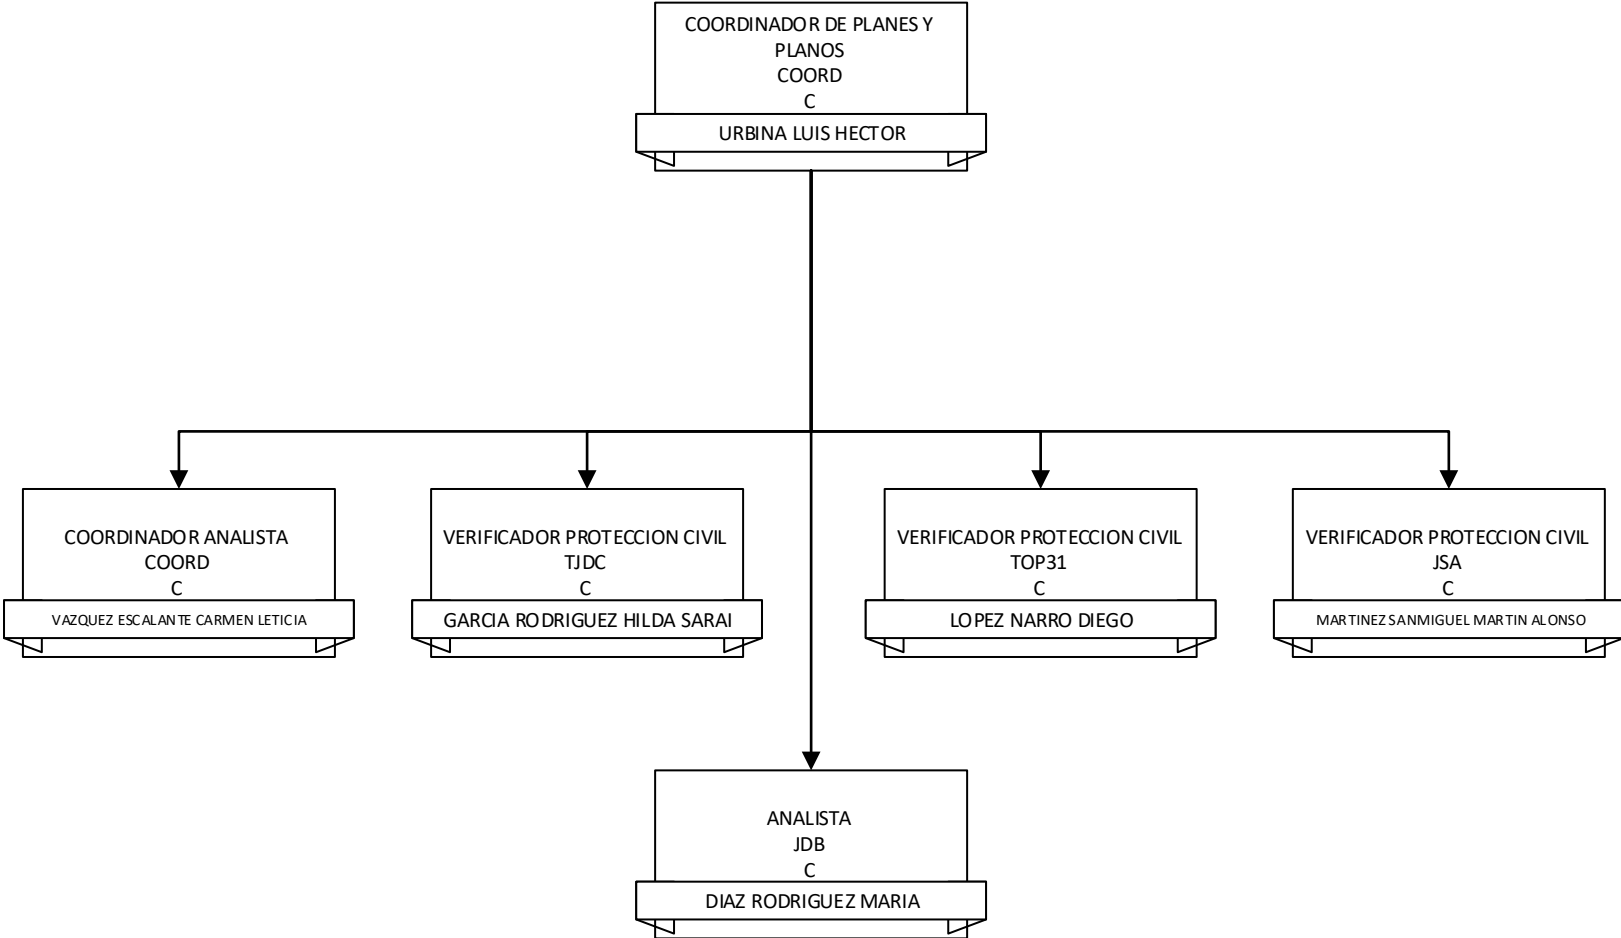 COORDINADOR DE PLANES Y
PLANOS
COORD
C
URBINA LUIS HECTOR
COORDINADOR ANALISTA
COORD
C
VAZQUEZ ESCALANTE CARMEN LETICIA
VERIFICADOR PROTECCION CIVIL
TJDC
C
GARCIA RODRIGUEZ HILDA SARAI
VERIFICADOR PROTECCION CIVIL
TOP31
C
LOPEZ NARRO DIEGO
VERIFICADOR PROTECCION CIVIL
JSA
C
MARTINEZ SANMIGUEL MARTIN ALONSO
ANALISTA
JDB
C
DIAZ RODRIGUEZ MARIA